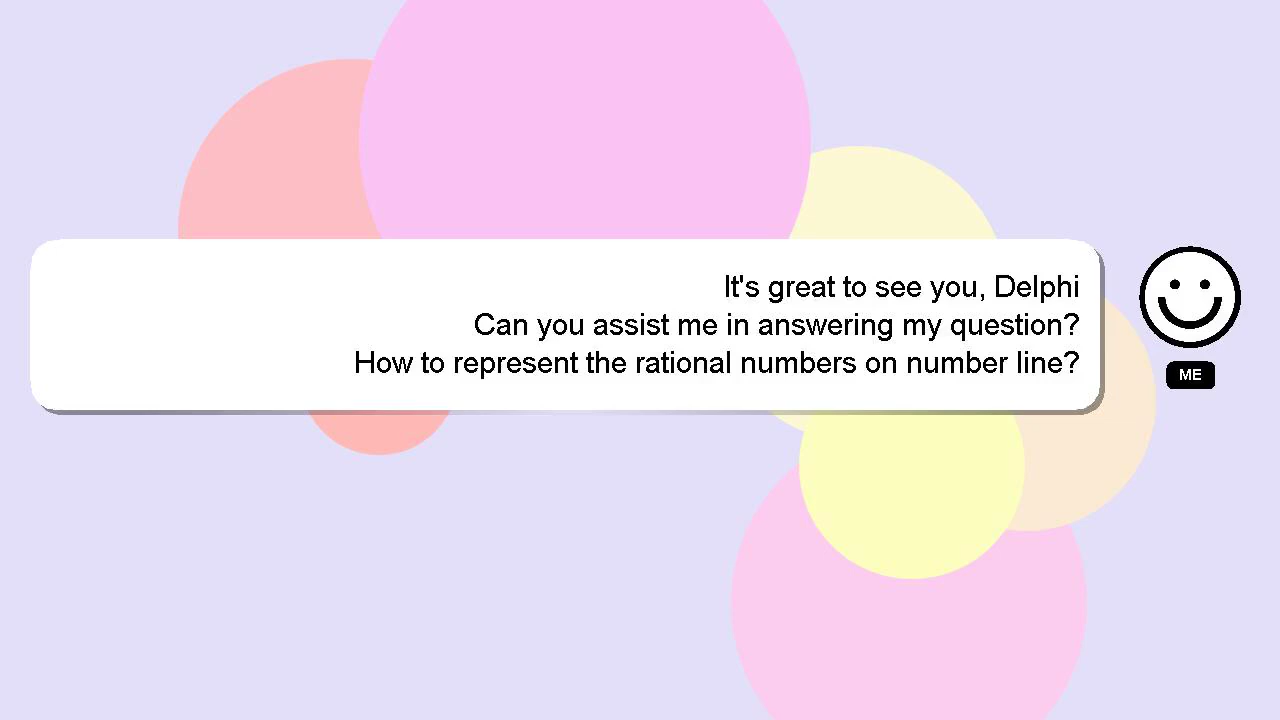 It's great to see you, Delphi
Can you assist me in answering my question?
How to represent the rational numbers on number line?
ME